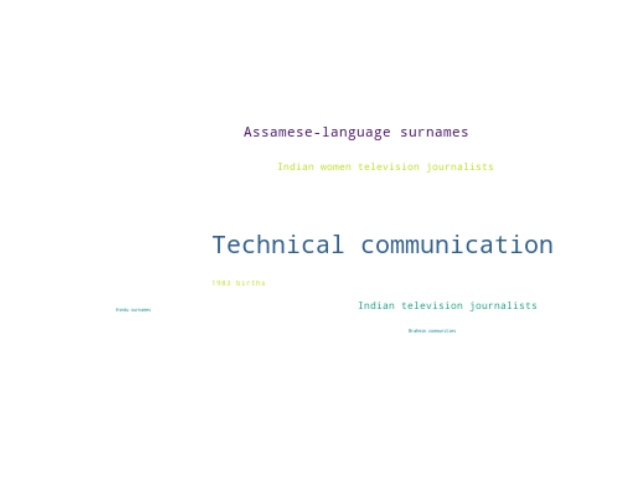 Assamese-language surnames
Indian women television journalists
Technical communication
1983 births
Indian television journalists
Hindu surnames
Brahmin communities